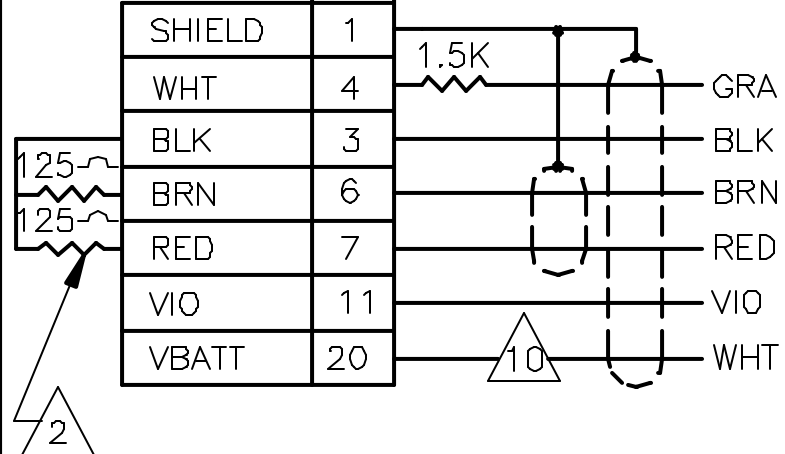 SHIELD 1
1.5K
WHT 4 GRA
BLK 3 BLK
125
BRN 6 BRN
125
RED 7 RED
VIO 11 VIO
VBATT 20 10 WHT
2